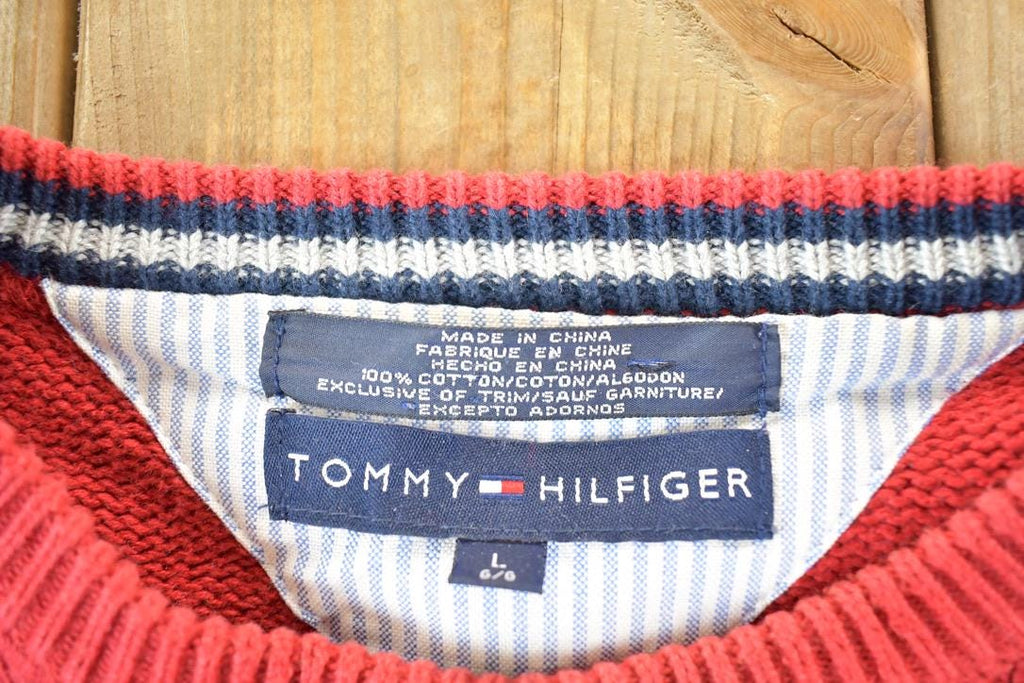 MADE IN CHINA
FABRIQUE EN CHINE
HECHO EN CHINA
100% COTTON/COTON/ALGODON
EXCLUSIVE OF TRIM/SAUF GARNITURE/
EXCEPTO ADORNOS
TOMMY HILFIGER
L
G/G